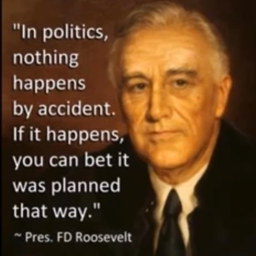 "In politics,
nothing
happens
by accident.
If it happens,
you can bet it
was planned
that way."
~ Pres. FD Roosevelt